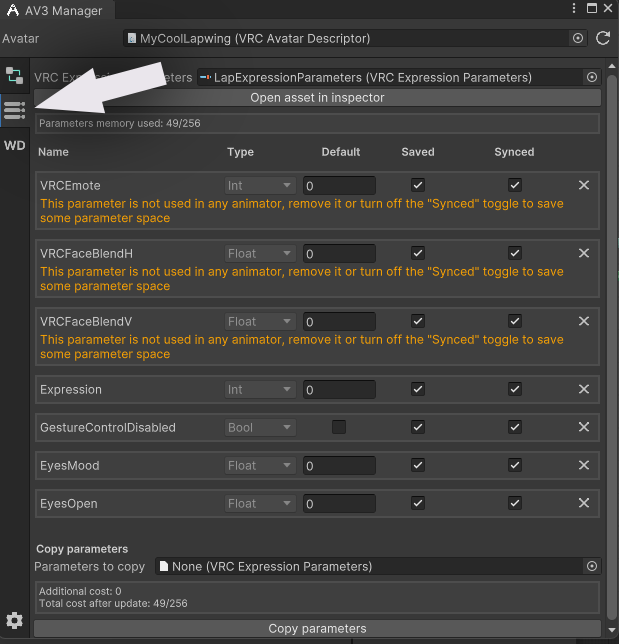 AV3 Manager
Avatar
MyCoolLapwing (VRC Avatar Descriptor)
VRC Ex meters LapExpressionParameters (VRC Expression Parameters)
Open asset in inspector
Parameters memory used: 49/256
WD
Name Type Default Saved Synced
VRCEmote Int 0
This parameter is not used in any animator, remove it or turn off the "Synced" toggle to save
some parameter space
VRCFaceBlendH Float 0
This parameter is not used in any animator, remove it or turn off the "Synced" toggle to save
some parameter space
VRCFaceBlendV Float 0
This parameter is not used in any animator, remove it or turn off the "Synced" toggle to save
some parameter space
Expression Int 0
GestureControlDisabled Bool
EyesMood Float 0
EyesOpen Float 0
Copy parameters
Parameters to copy None (VRC Expression Parameters)
Additional cost: 0
Total cost after update: 49/256
Copy parameters